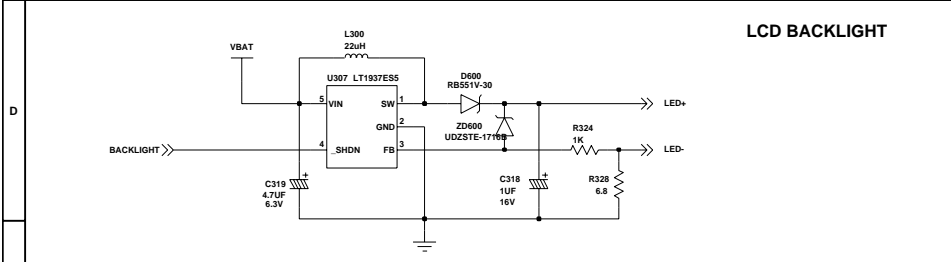 LCD BACKLIGHT
L300
22uH
VBAT
U307 LT1937ES5
D600
RB551V-30
5 VIN SW 1
LED+
D
GND 2
ZD600
UDZSTE-1716B
R324
1K
BACKLIGHT
4 _SHDN FB 3
LED-
C319
4.7UF
6.3V
+
C318
1UF
16V
+
R328
6.8